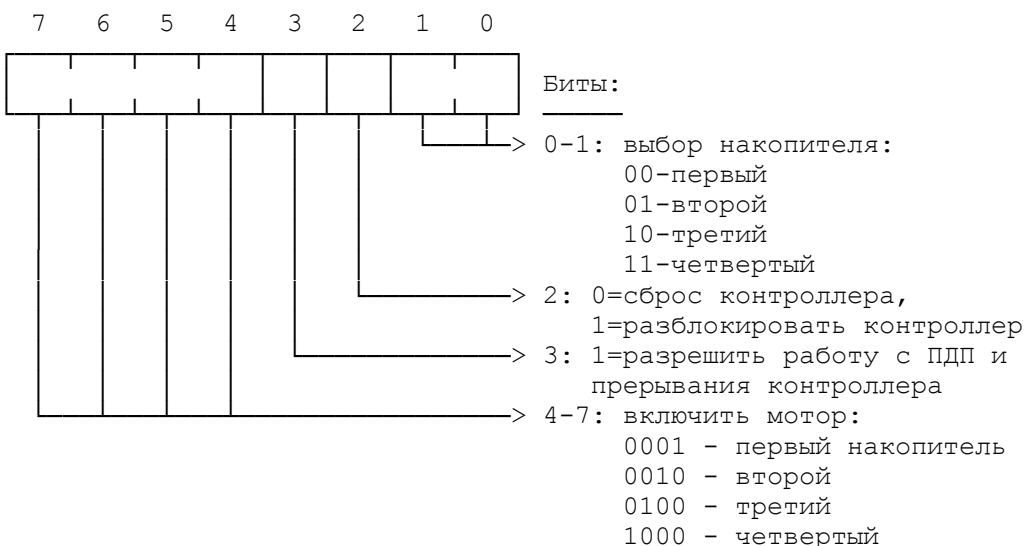 7 6 5 4 3 2 1 0
Биты:
> 0-1: выбор накопителя:
00-первый
01-второй
10-третий
11-четвертый
> 2: 0=сброс контроллера,
1=разблокировать контроллер
> 3: 1=разрешить работу с ПДП и
прерывания контроллера
> 4-7: включить мотор:
0001 - первый накопитель
0010 - второй
0100 - третий
1000 - четвертый